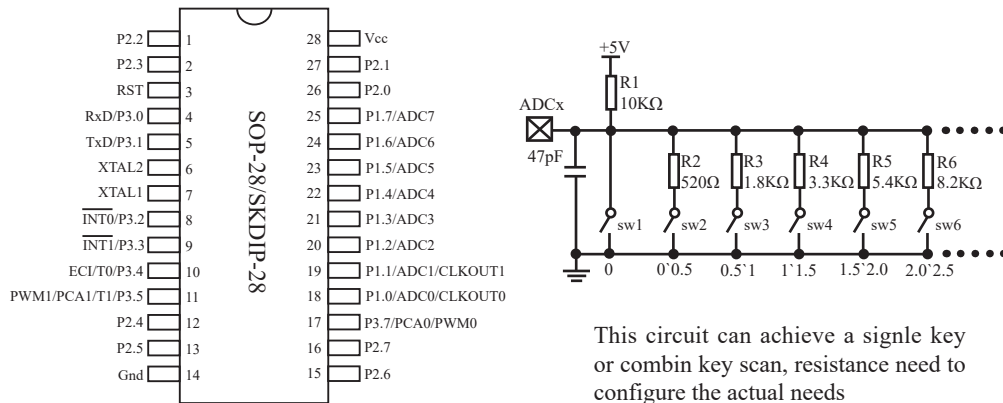 P2.2 1
P2.3 2
RST 3
RxD/P3.0 4
TxD/P3.1 5
XTAL2 6
XTAL1 7
INT0/P3.2 8
INT1/P3.3 9
ECI/T0/P3.4 10
PWM1/PCA1/T1/P3.5 11
P2.4 12
P2.5 13
Gnd 14
SOP-28/SKDIP-28
28 Vcc
27 P2.1
26 P2.0
25 P1.7/ADC7
24 P1.6/ADC6
23 P1.5/ADC5
22 P1.4/ADC4
21 P1.3/ADC3
20 P1.2/ADC2
19 P1.1/ADC1/CLKOUT1
18 P1.0/ADC0/CLKOUT0
17 P3.7/PCA0/PWM0
16 P2.7
15 P2.6
+5V
R1
10KΩ
ADCx
47pF
R2
520Ω
R3
1.8KΩ
R4
3.3KΩ
R5
5.4KΩ
R6
8.2KΩ
sw1 sw2 sw3 sw4 sw5 sw6
0 0`0.5 0.5`1 1`1.5 1.5`2.0 2.0`2.5
This circuit can achieve a signle key
or combin key scan, resistance need to
configure the actual needs